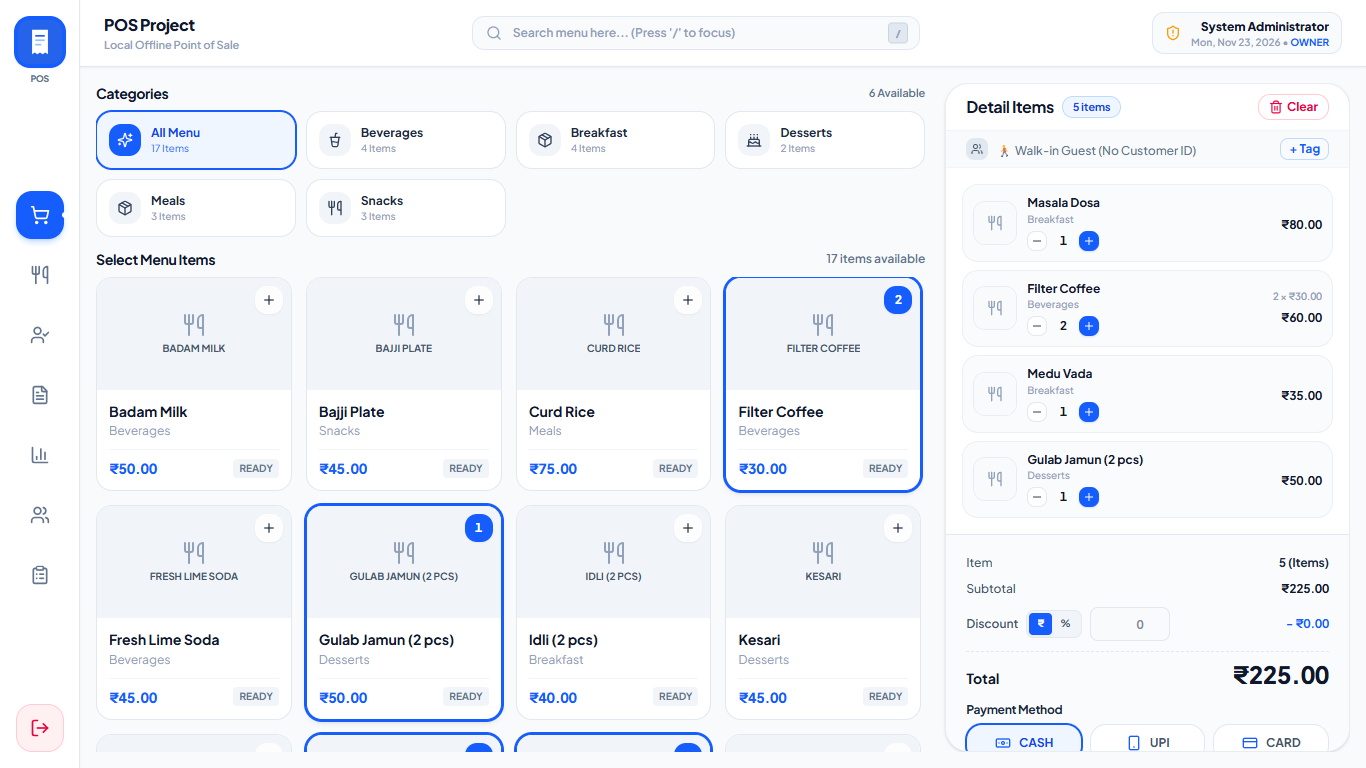 POS
POS Project
Local Offline Point of Sale
Search menu here... (Press '/' to focus)
/
System Administrator
Mon, Nov 23, 2026 • OWNER
Categories
6 Available
All Menu
17 Items
Beverages
4 Items
Breakfast
4 Items
Desserts
2 Items
Meals
3 Items
Snacks
3 Items
Select Menu Items
17 items available
BADAM MILK
Badam Milk
Beverages
₹50.00
READY
BAJJI PLATE
Bajji Plate
Snacks
₹45.00
READY
CURD RICE
Curd Rice
Meals
₹75.00
READY
2
FILTER COFFEE
Filter Coffee
Beverages
₹30.00
READY
FRESH LIME SODA
Fresh Lime Soda
Beverages
₹45.00
READY
1
GULAB JAMUN (2 PCS)
Gulab Jamun (2 pcs)
Desserts
₹50.00
READY
IDLI (2 PCS)
Idli (2 pcs)
Breakfast
₹40.00
READY
KESARI
Kesari
Desserts
₹45.00
READY
Detail Items
5 items
Clear
Walk-in Guest (No Customer ID)
+ Tag
Masala Dosa
Breakfast
1
₹80.00
Filter Coffee
Beverages
2
2 × ₹30.00
₹60.00
Medu Vada
Breakfast
1
₹35.00
Gulab Jamun (2 pcs)
Desserts
1
₹50.00
Item
5 (Items)
Subtotal
₹225.00
Discount
₹
%
0
- ₹0.00
Total
₹225.00
Payment Method
CASH
UPI
CARD